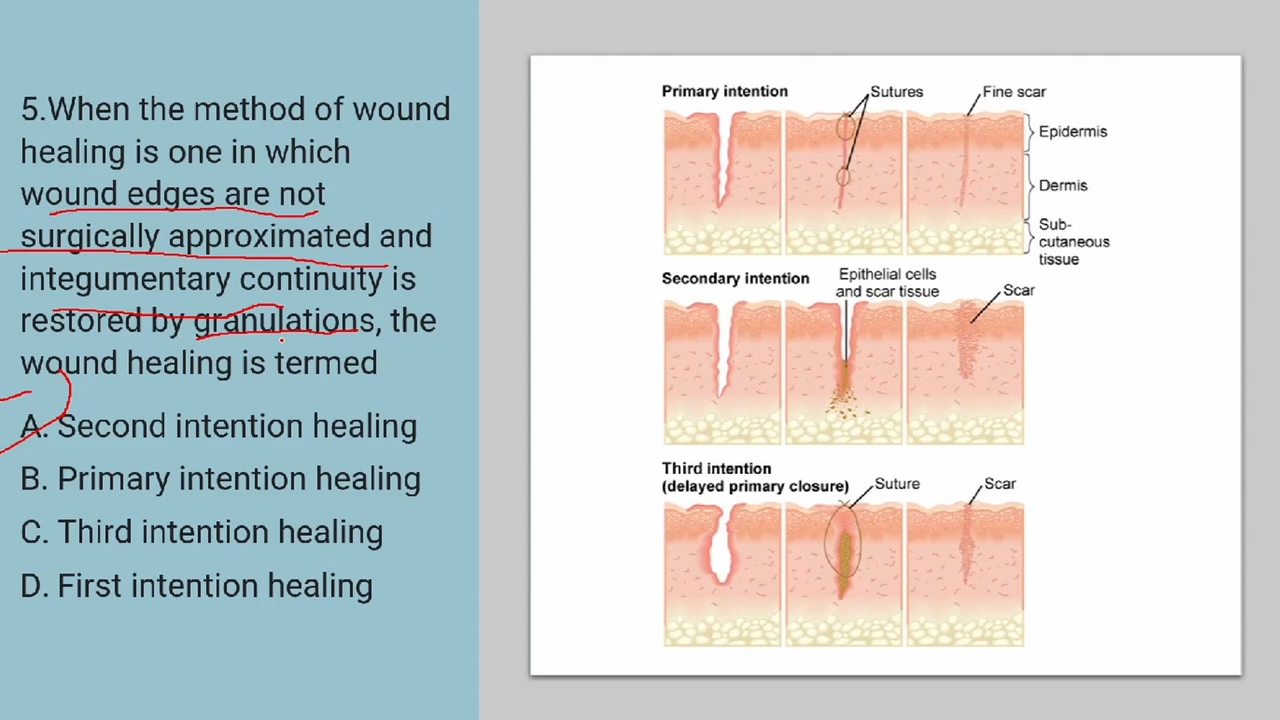 5.When the method of wound
healing is one in which
wound edges are not
surgically approximated and
integumentary continuity is
restored by granulations, the
wound healing is termed
A. Second intention healing
B. Primary intention healing
C. Third intention healing
D. First intention healing
Primary intention
Sutures
Fine scar
Epidermis
Dermis
Sub-
cutaneous
tissue
Secondary intention
Epithelial cells
and scar tissue
Scar
Third intention
(delayed primary closure)
Suture
Scar